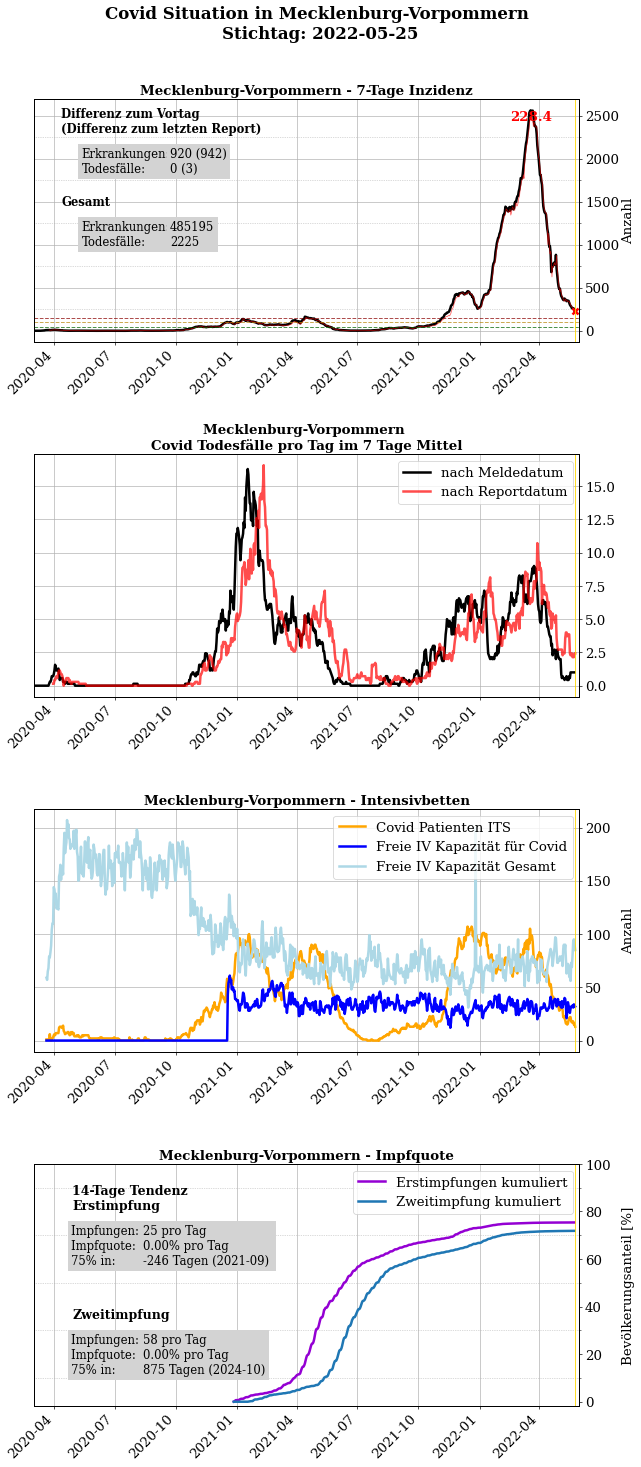 Covid Situation in Mecklenburg-Vorpommern
Stichtag: 2022-05-25
Mecklenburg-Vorpommern - 7-Tage Inzidenz
Differenz zum Vortag
(Differenz zum letzten Report)
Erkrankungen 920 (942)
Todesfälle: 0 (3)
Gesamt
Erkrankungen 485195
Todesfälle: 2225
223.4
2500
2000
1500
1000
500
0
Anzahl
2020-04 2020-07 2020-10 2021-01 2021-04 2021-07 2021-10 2022-01 2022-04
Mecklenburg-Vorpommern
Covid Todesfälle pro Tag im 7 Tage Mittel
nach Meldedatum
nach Reportdatum
15.0
12.5
10.0
7.5
5.0
2.5
0.0
2020-04 2020-07 2020-10 2021-01 2021-04 2021-07 2021-10 2022-01 2022-04
Mecklenburg-Vorpommern - Intensivbetten
Covid Patienten ITS
Freie IV Kapazität für Covid
Freie IV Kapazität Gesamt
200
150
100
50
0
Anzahl
2020-04 2020-07 2020-10 2021-01 2021-04 2021-07 2021-10 2022-01 2022-04
Mecklenburg-Vorpommern - Impfquote
14-Tage Tendenz
Erstimpfung
Impfungen: 25 pro Tag
Impfquote: 0.00% pro Tag
75% in: -246 Tagen (2021-09)
Zweitimpfung
Impfungen: 58 pro Tag
Impfquote: 0.00% pro Tag
75% in: 875 Tagen (2024-10)
Erstimpfungen kumuliert
Zweitimpfung kumuliert
100
80
60
40
20
0
Bevölkerungsanteil [%]
2020-04 2020-07 2020-10 2021-01 2021-04 2021-07 2021-10 2022-01 2022-04